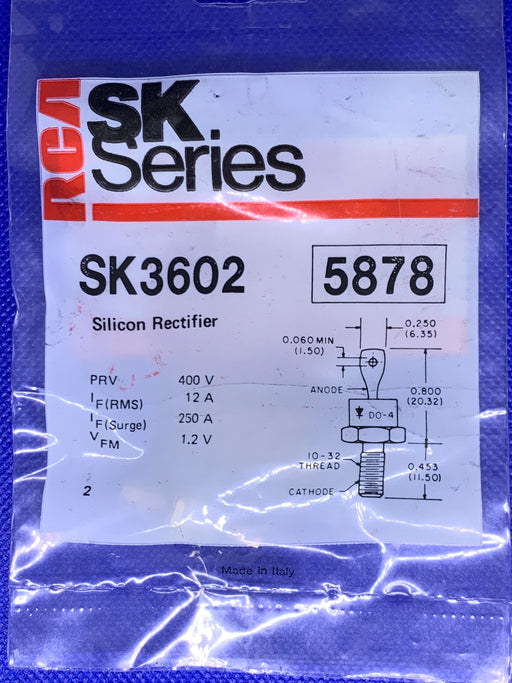 RCA
SK
Series
SK3602 5878
Silicon Rectifier
PRV 400 V
IF(RMS) 12 A
IF(Surge) 250 A
VFM 1.2 V
2
0.250
(6.35)
0.060 MIN
(1.50)
ANODE
0.800
(20.32)
DO-4
10-32
THREAD
0.453
(11.50)
CATHODE
Made in Italy